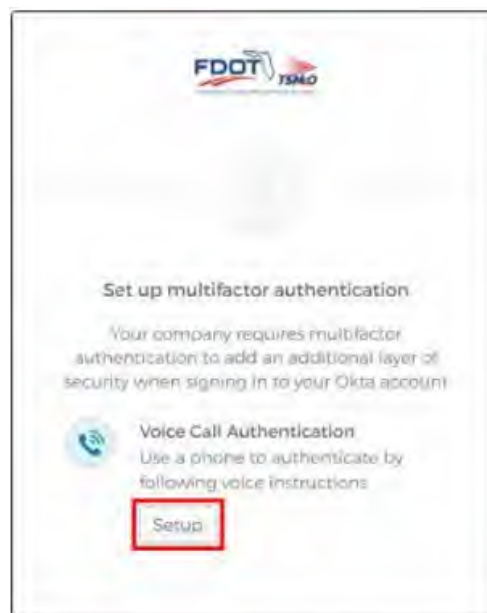 FDOT TSM&O
Set up multifactor authentication
Your company requires multifactor
authentication to add an additional layer of
security when signing in to your Okta account
Voice Call Authentication
Use a phone to authenticate by
following voice instructions
Setup